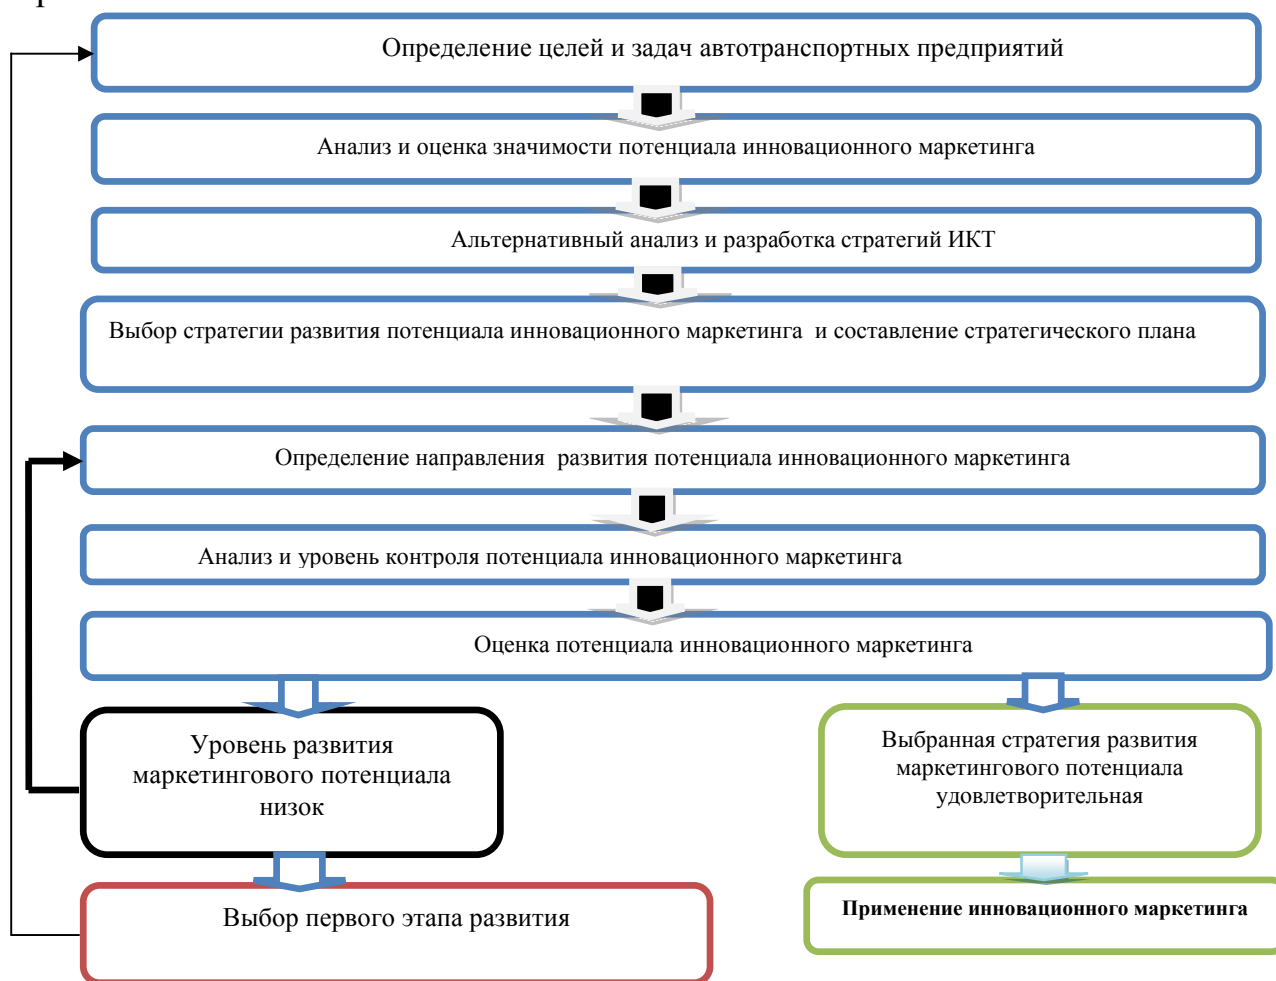 Определение целей и задач автотранспортных предприятий
Анализ и оценка значимости потенциала инновационного маркетинга
Альтернативный анализ и разработка стратегий ИКТ
Выбор стратегии развития потенциала инновационного маркетинга и составление стратегического плана
Определение направления развития потенциала инновационного маркетинга
Анализ и уровень контроля потенциала инновационного маркетинга
Оценка потенциала инновационного маркетинга
Уровень развития
маркетингового потенциала
низок
Выбранная стратегия развития
маркетингового потенциала
удовлетворительная
Выбор первого этапа развития
Применение инновационного маркетинга